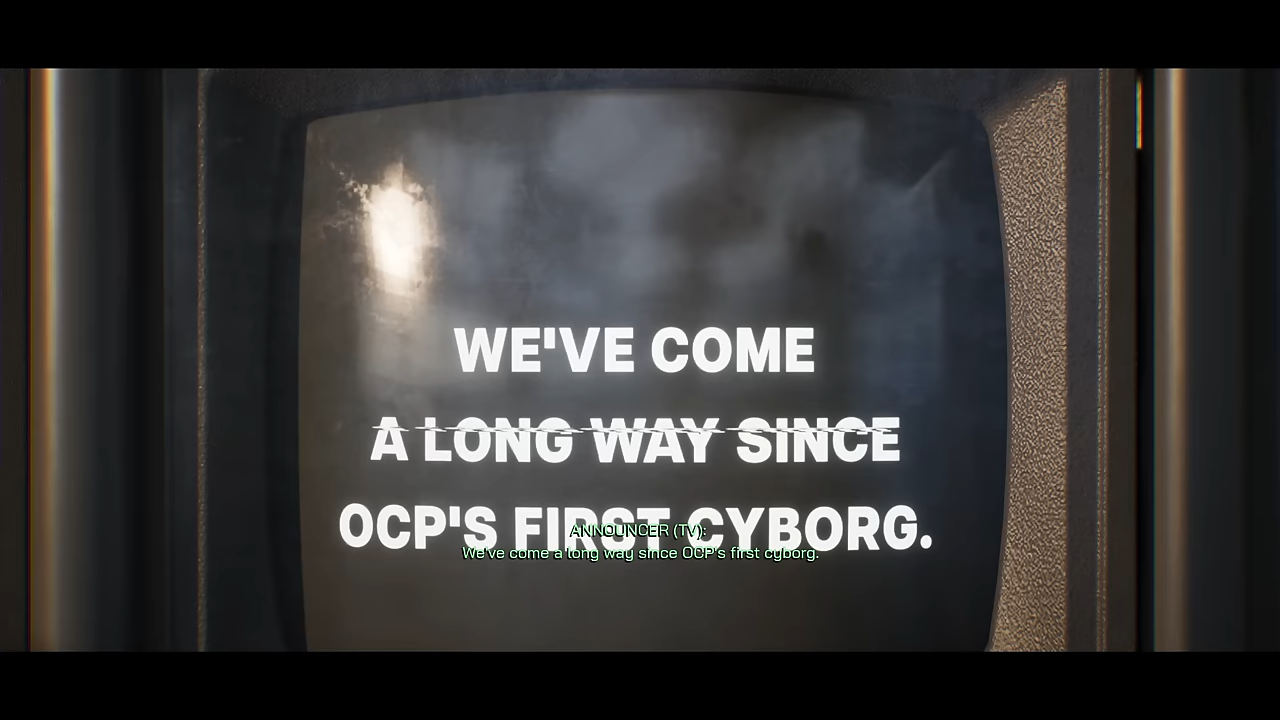 WE'VE COME
A LONG WAY SINCE
OCP'S FIRST CYBORG.
ANNOUNCER (TV):
We've come a long way since OCP's first cyborg.